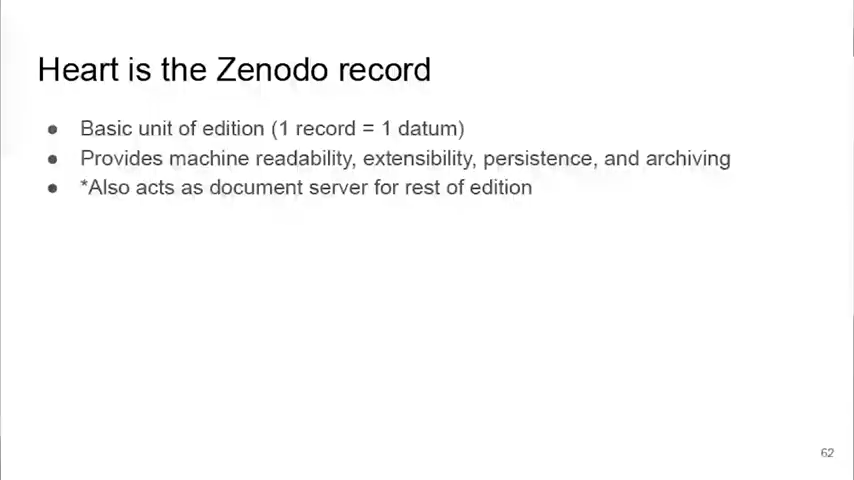 Heart is the Zenodo record
● Basic unit of edition (1 record = 1 datum)
● Provides machine readability, extensibility, persistence, and archiving
● *Also acts as document server for rest of edition
62